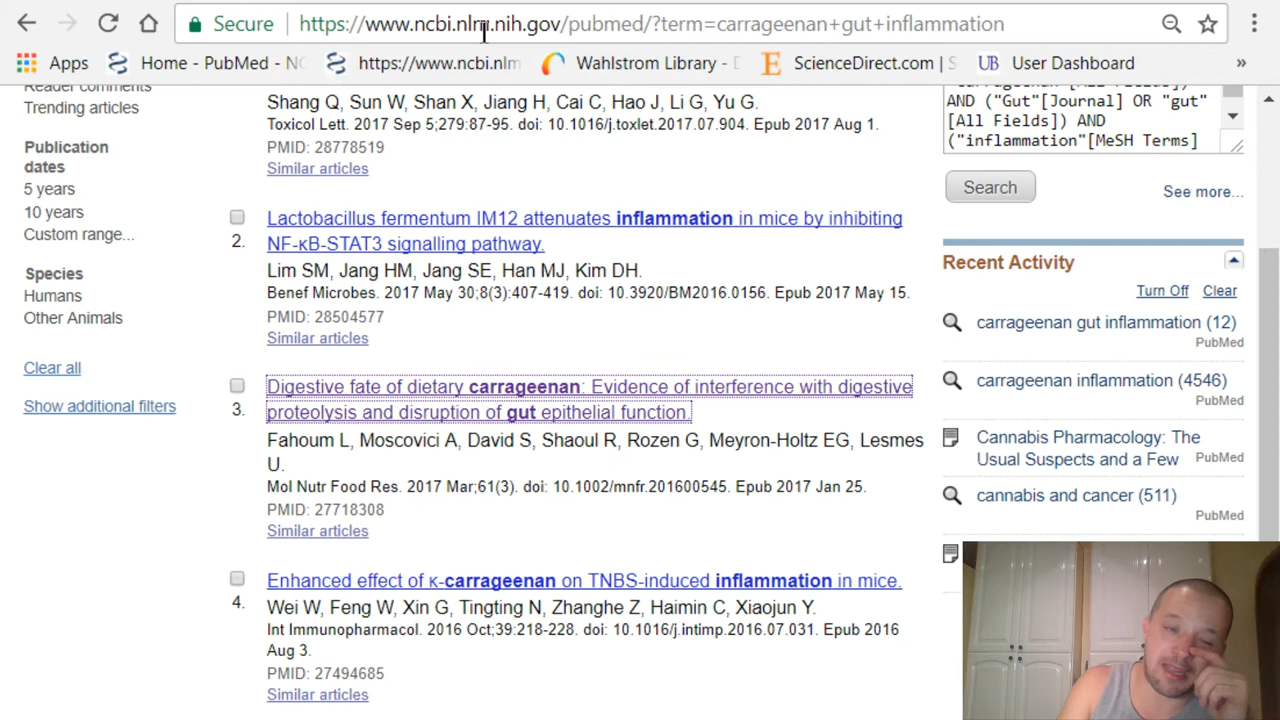 Secure https://www.ncbi.nlm.nih.gov/pubmed/?term=carrageenan+gut+inflammation
Apps Home - PubMed - NC https://www.ncbi.nlm Wahlstrom Library - ScienceDirect.com | S UB User Dashboard »
Reader comments
Trending articles
Publication
dates
5 years
10 years
Custom range...
Species
Humans
Other Animals
Clear all
Show additional filters
Shang Q, Sun W, Shan X, Jiang H, Cai C, Hao J, Li G, Yu G.
Toxicol Lett. 2017 Sep 5;279:87-95. doi: 10.1016/j.toxlet.2017.07.904. Epub 2017 Aug 1.
PMID: 28778519
Similar articles
Lactobacillus fermentum IM12 attenuates inflammation in mice by inhibiting
2. NF-κB-STAT3 signalling pathway.
Lim SM, Jang HM, Jang SE, Han MJ, Kim DH.
Benef Microbes. 2017 May 30;8(3):407-419. doi: 10.3920/BM2016.0156. Epub 2017 May 15.
PMID: 28504577
Similar articles
Digestive fate of dietary carrageenan: Evidence of interference with digestive
3. proteolysis and disruption of gut epithelial function.
Fahoum L, Moscovici A, David S, Shaoul R, Rozen G, Meyron-Holtz EG, Lesmes
U.
Mol Nutr Food Res. 2017 Mar;61(3). doi: 10.1002/mnfr.201600545. Epub 2017 Jan 25.
PMID: 27718308
Similar articles
Enhanced effect of κ-carrageenan on TNBS-induced inflammation in mice.
4. Wei W, Feng W, Xin G, Tingting N, Zhanghe Z, Haimin C, Xiaojun Y.
Int Immunopharmacol. 2016 Oct;39:218-228. doi: 10.1016/j.intimp.2016.07.031. Epub 2016
Aug 3.
PMID: 27494685
Similar articles
carrageenan [All Fields]
AND ("Gut"[Journal] OR "gut"
[All Fields]) AND
("inflammation"[MeSH Terms]
Search See more...
Recent Activity
Turn Off Clear
carrageenan gut inflammation (12)
PubMed
carrageenan inflammation (4546)
PubMed
Cannabis Pharmacology: The
Usual Suspects and a Few PubMed
cannabis and cancer (511)
PubMed